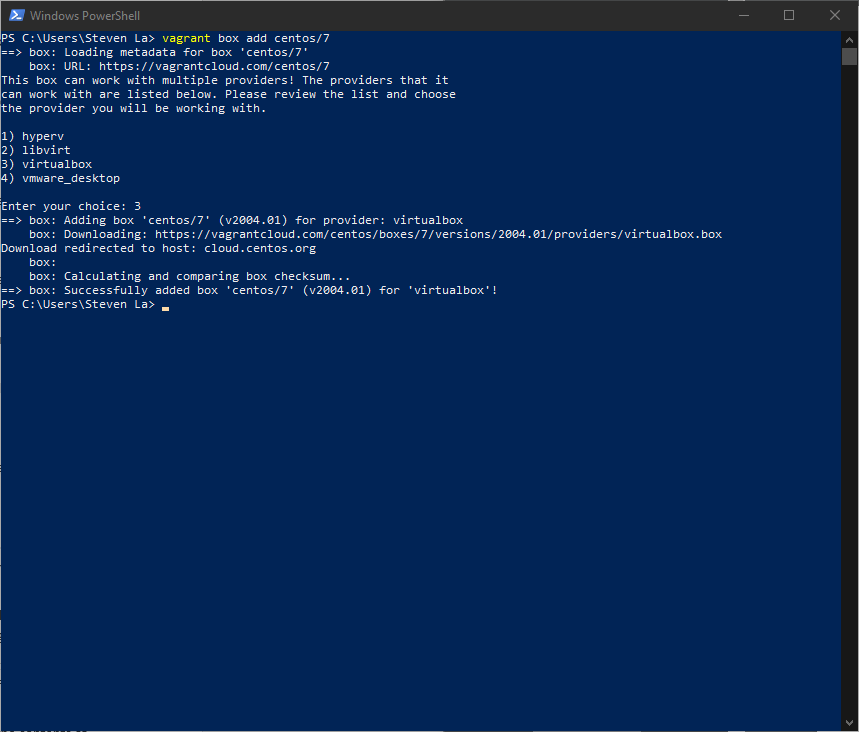 Windows PowerShell
PS C:\Users\Steven La> vagrant box add centos/7
==> box: Loading metadata for box 'centos/7'
    box: URL: https://vagrantcloud.com/centos/7
This box can work with multiple providers! The providers that it
can work with are listed below. Please review the list and choose
the provider you will be working with.

1) hyperv
2) libvirt
3) virtualbox
4) vmware_desktop

Enter your choice: 3
==> box: Adding box 'centos/7' (v2004.01) for provider: virtualbox
    box: Downloading: https://vagrantcloud.com/centos/boxes/7/versions/2004.01/providers/virtualbox.box
Download redirected to host: cloud.centos.org
    box:
    box: Calculating and comparing box checksum...
==> box: Successfully added box 'centos/7' (v2004.01) for 'virtualbox'!
PS C:\Users\Steven La>